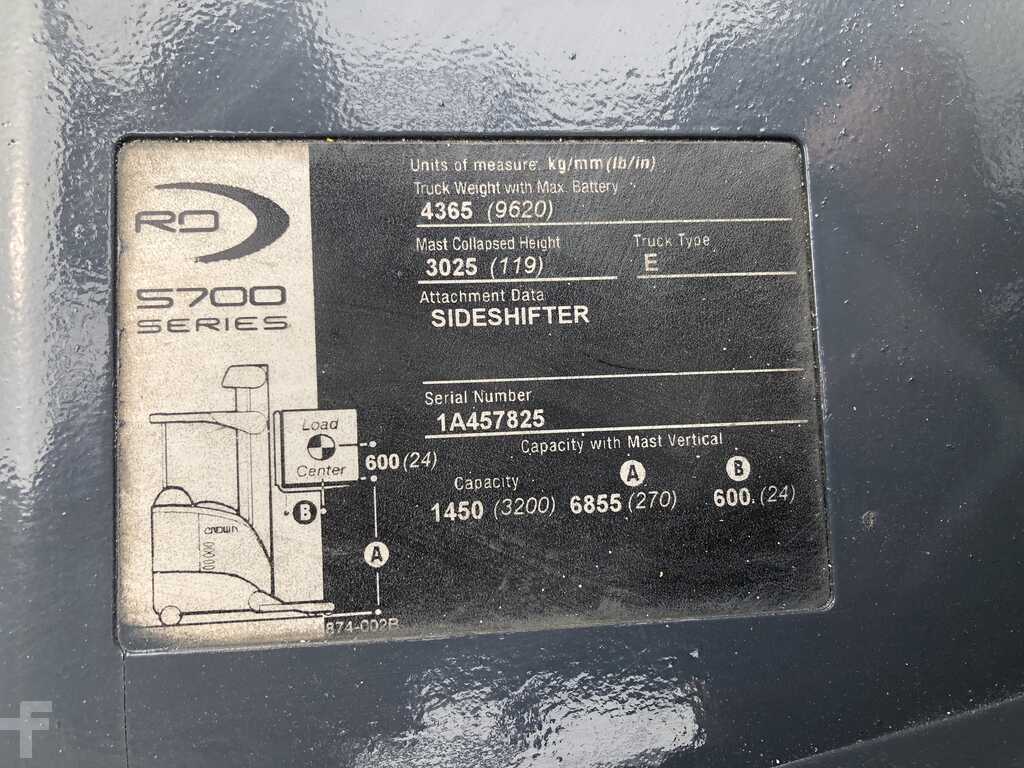 RD
5700
SERIES
Units of measure: kg/mm (lb/in)
Truck Weight with Max. Battery
4365 (9620)
Mast Collapsed Height
Truck Type
3025 (119)
E
Attachment Data
SIDESHIFTER
Serial Number
1A457825
Capacity with Mast Vertical
A
B
Capacity
1450 (3200) 6855 (270) 600 (24)
Load
Center
600 (24)
B
CROWN
A
874-002B
F